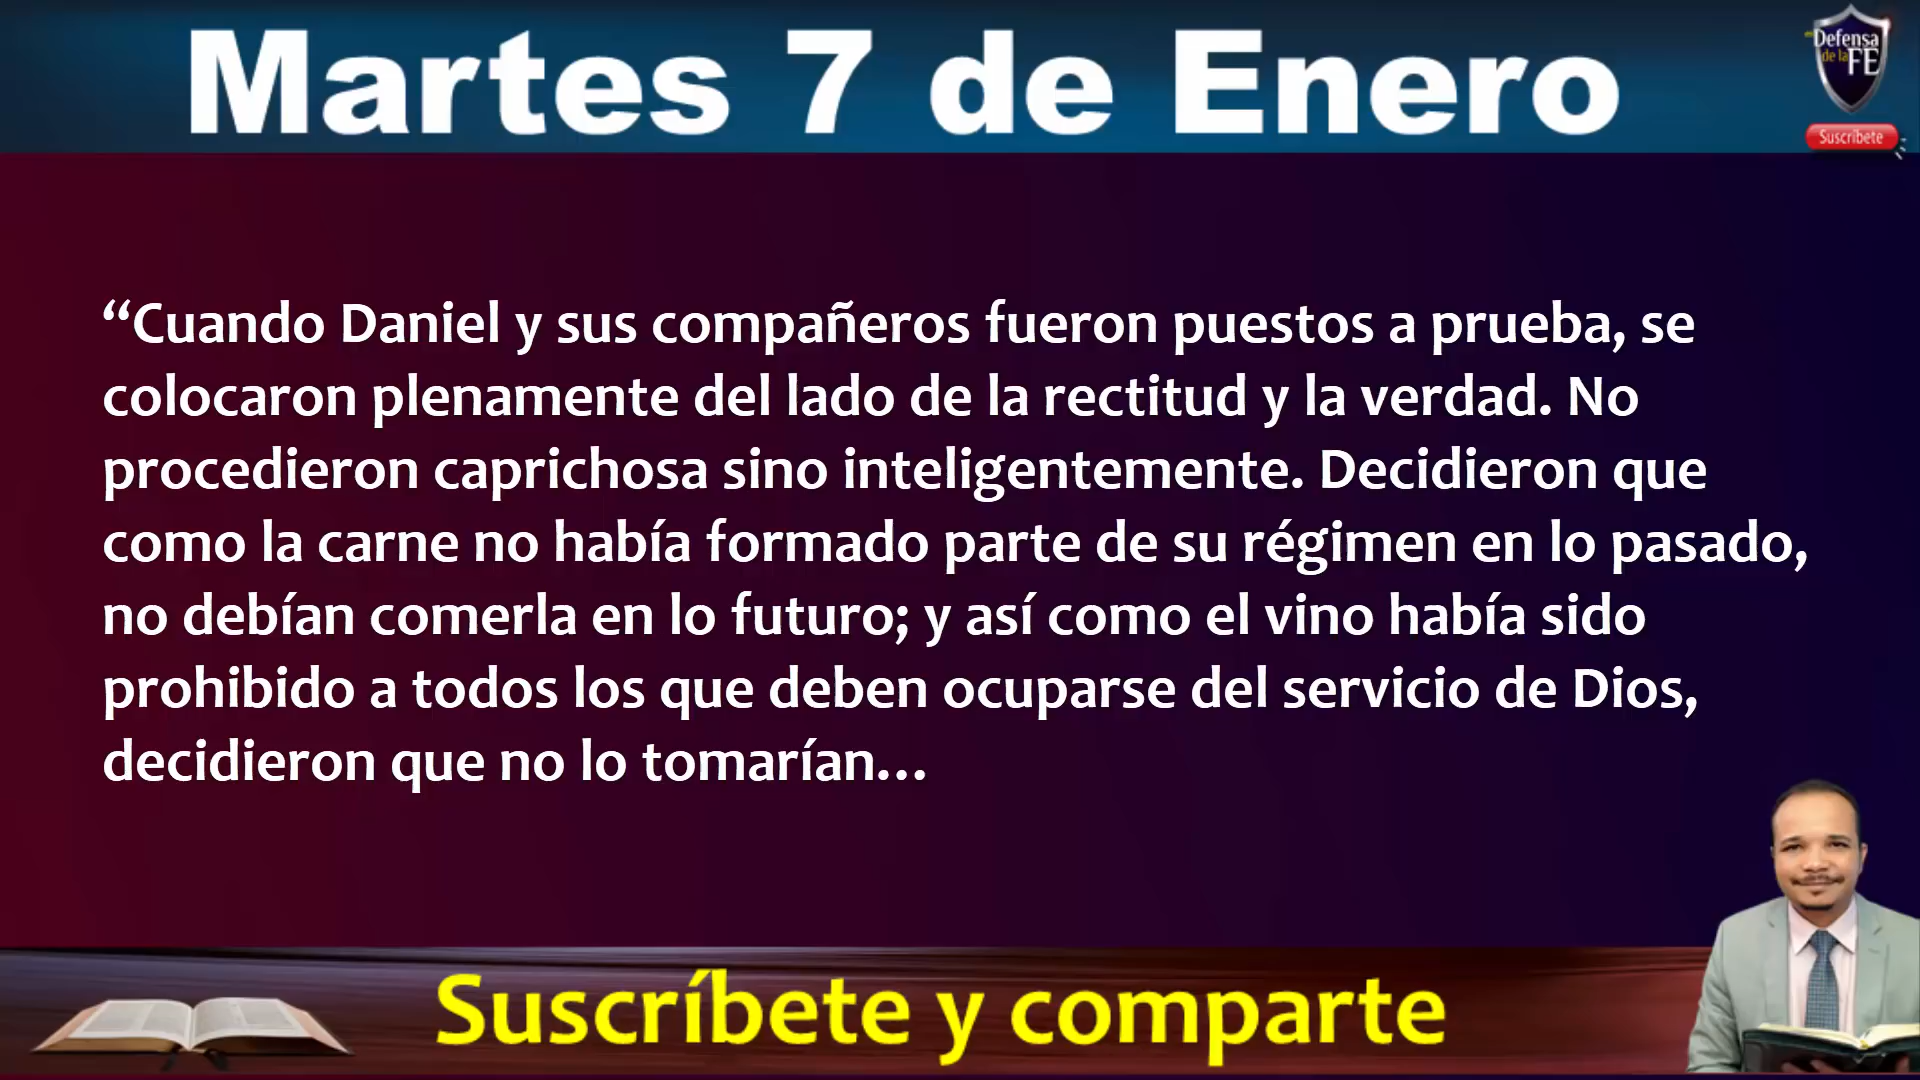 Martes 7 de Enero
Defensa
de la FE
Suscríbete
“Cuando Daniel y sus compañeros fueron puestos a prueba, se
colocaron plenamente del lado de la rectitud y la verdad. No
procedieron caprichosa sino inteligentemente. Decidieron que
como la carne no había formado parte de su régimen en lo pasado,
no debían comerla en lo futuro; y así como el vino había sido
prohibido a todos los que deben ocuparse del servicio de Dios,
decidieron que no lo tomarían…
Suscríbete y comparte